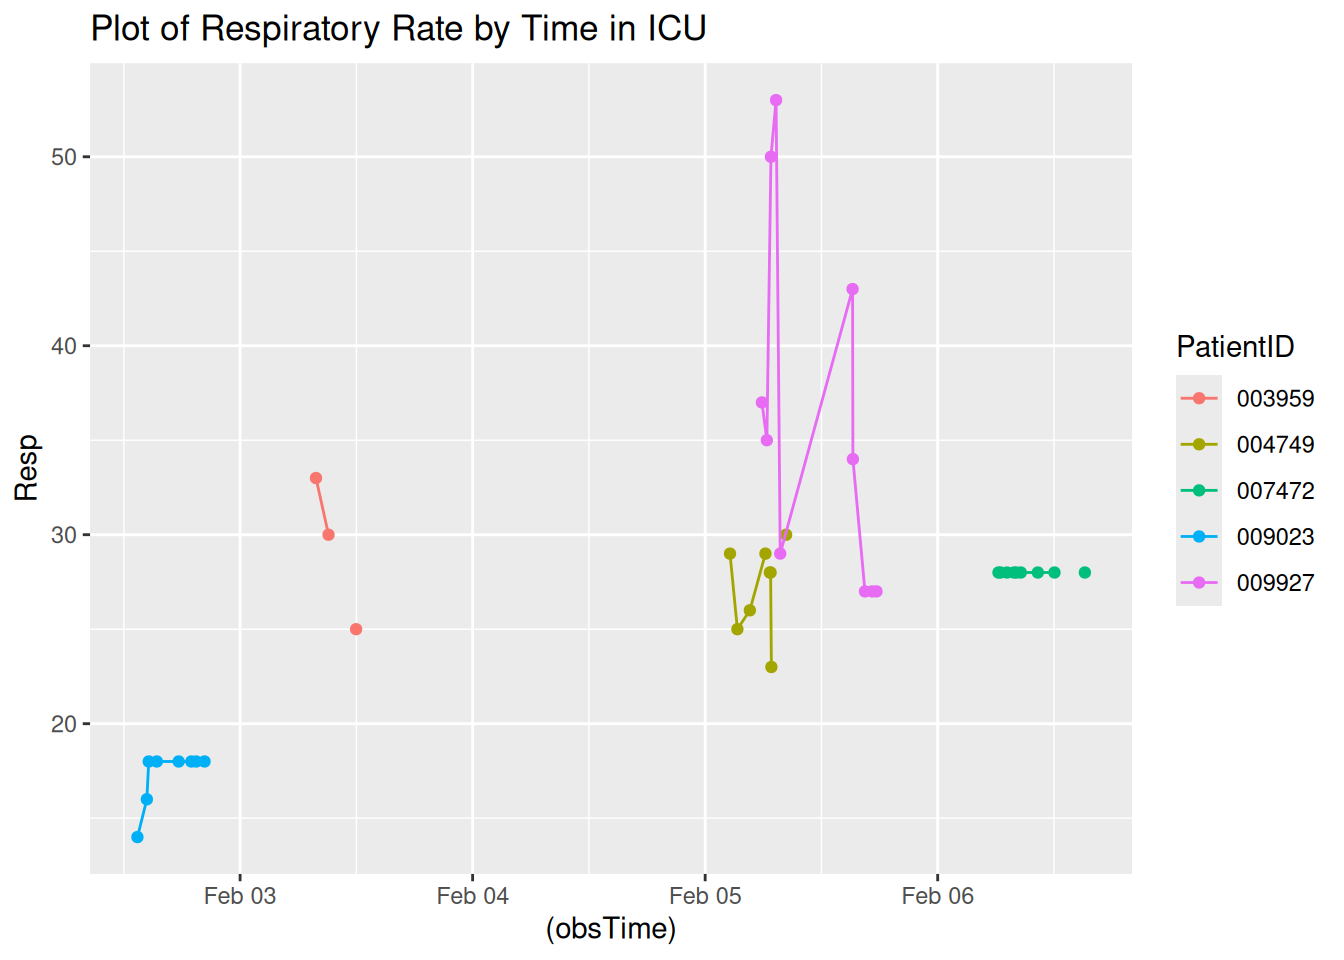 Plot of Respiratory Rate by Time in ICU
50
40
30
20
Resp
Feb 03 Feb 04 Feb 05 Feb 06
(obsTime)
PatientID
003959
004749
007472
009023
009927